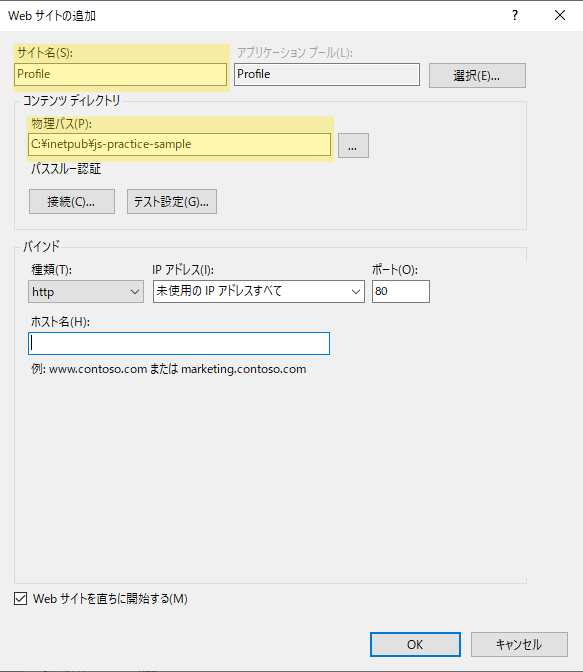 Web サイトの追加
? ×
サイト名(S): アプリケーション プール(L):
Profile Profile 選択(E)...
コンテンツ ディレクトリ
物理パス(P):
C:¥inetpub¥js-practice-sample ...
パススルー認証
接続(C)... テスト設定(G)...
バインド
種類(T): IP アドレス(I): ポート(O):
http 未使用の IP アドレスすべて 80
ホスト名(H):
例: www.contoso.com または marketing.contoso.com
Web サイトを直ちに開始する(M)
OK キャンセル